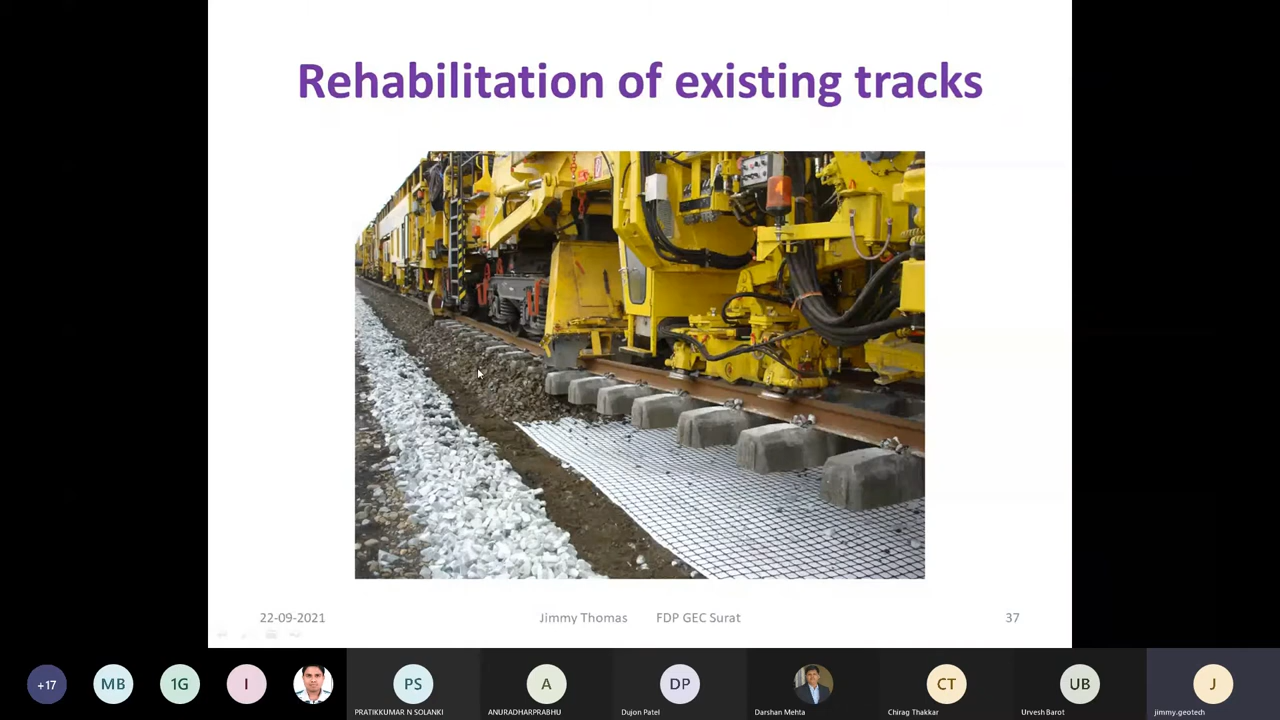 Rehabilitation of existing tracks
22-09-2021 Jimmy Thomas FDP GEC Surat 37
+17 MB 1G I PS A DP CT UB J
PRATIKKUMAR N SOLANKI ANURADHARPRABHU Dujon Patel Darshan Mehta Chirag Thakkar Urvesh Barot jimmy.geotech